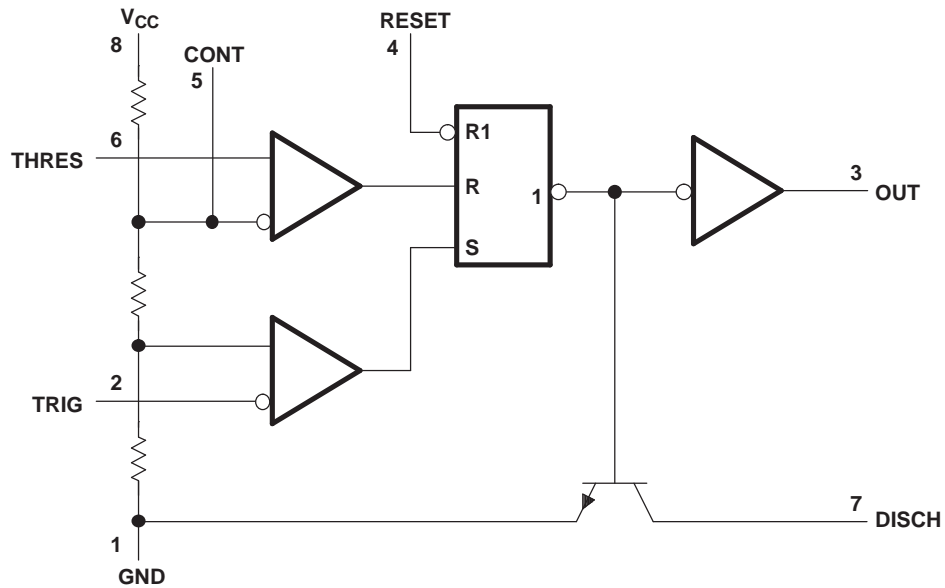 VCC
8
RESET
4
CONT
5
6
THRES
R1
R
1
S
3
OUT
2
TRIG
7
DISCH
1
GND